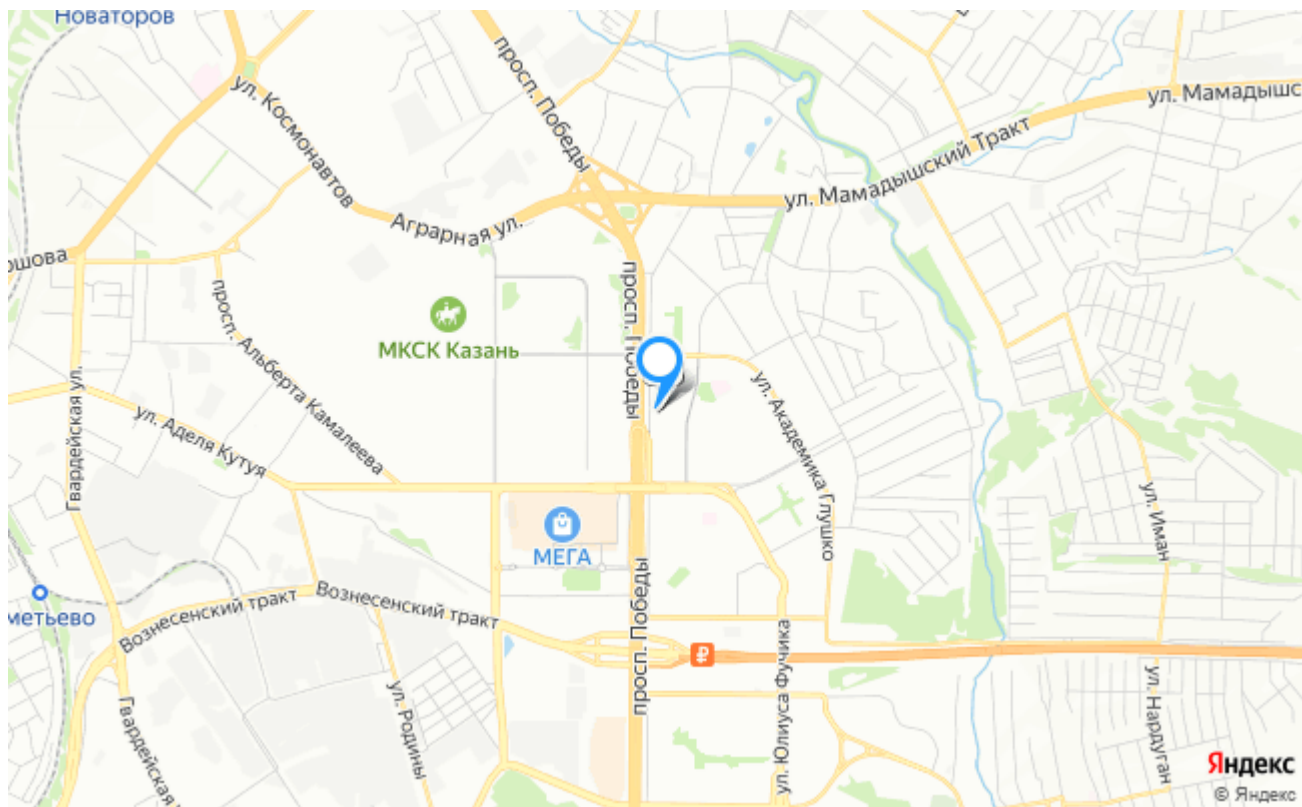 Новаторов
просп. Победы
ул. Космонавтов
ул. Мамадышс
ул. Мамадышский Тракт
Аграрная ул.
ошова
просп. Победы
просп. Альберта Камалеева
МКСК Казань
Гвардейская ул.
ул. Аделя Кутуя
ул. Академика Глушко
ул. Иман
МЕГА
просп. Победы
метьево
Вознесенский тракт
Вознесенский тракт
ул. Родины
ул. Юлиуса Фучика
ул. Нардуган
Гвардейская
₽
Яндекс
© Яндекс